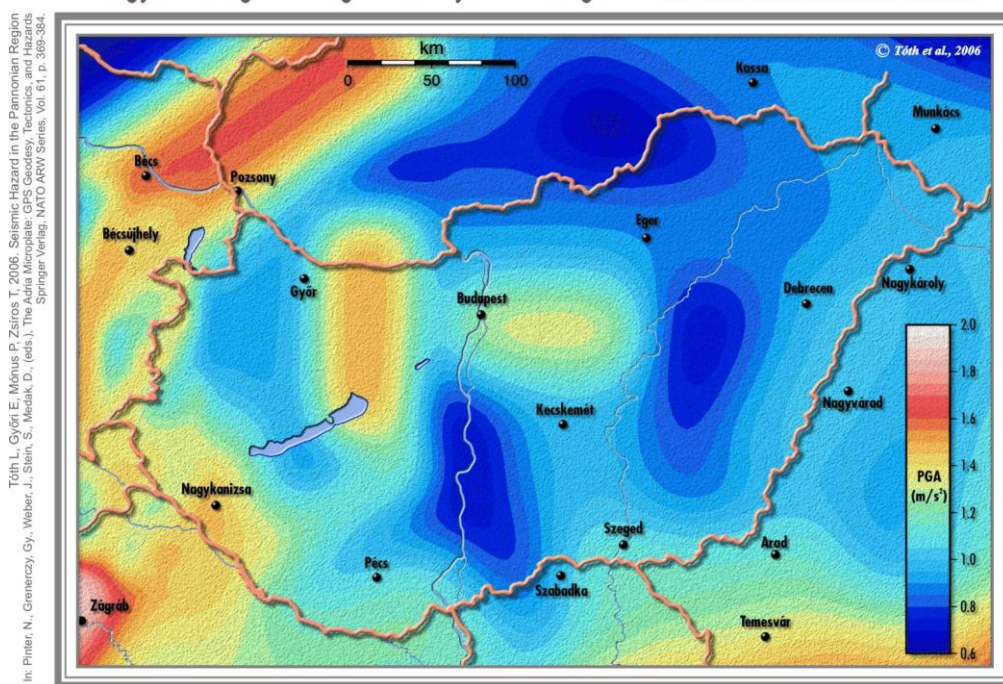 Tóth L, Győri E, Mónus P, Zsíros T, 2006. Seismic Hazard in the Pannonian Region
In: Pinter, N., Grenerczy, Gy., Weber, J., Stein, S., Medak, D., (eds.), The Adria Microplate: GPS Geodesy, Tectonics, and Hazards
Springer Verlag, NATO ARW Series, Vol. 61, p. 369-384.
km
0 50 100
© Tóth et al., 2006
Kassa
Munkács
Bécs
Pozsony
Bécsújhely
Eger
Győr
Budapest
Debrecen
Nagykároly
Kecskemét
Nagyvárad
Nagykanizsa
Szeged
Arad
Pécs
Szabadka
Zágráb
Temesvár
PGA
(m/s²)
2.0
1.8
1.6
1.4
1.2
1.0
0.8
0.6